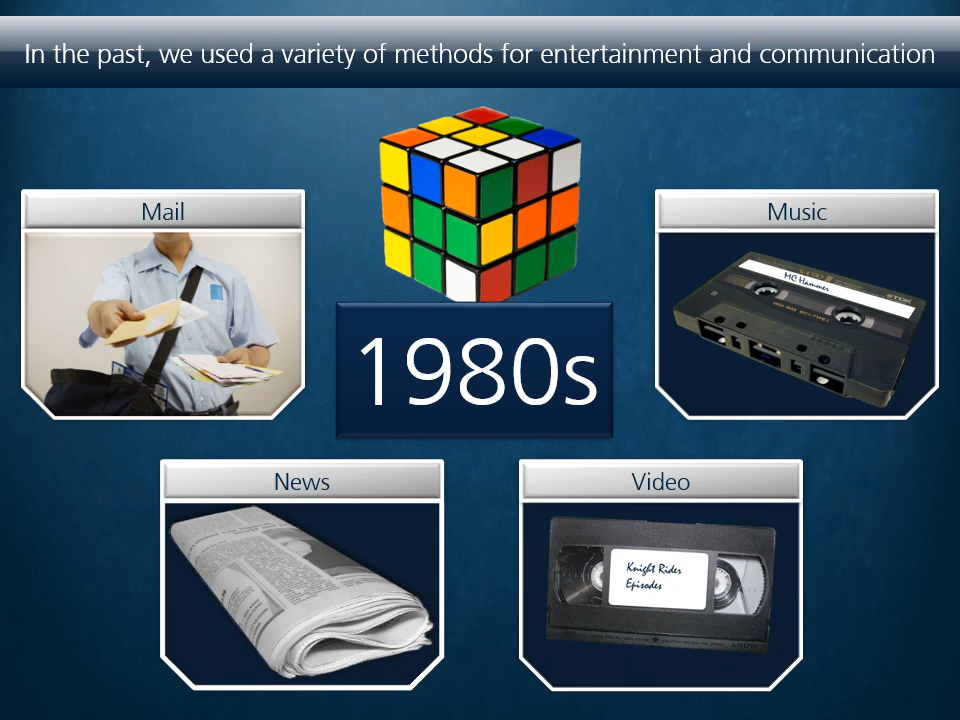 In the past, we used a variety of methods for entertainment and communication
Mail
Music
MC Hammer
TDK
B
1980s
News
Video
Knight Rider
Episodes
SONY